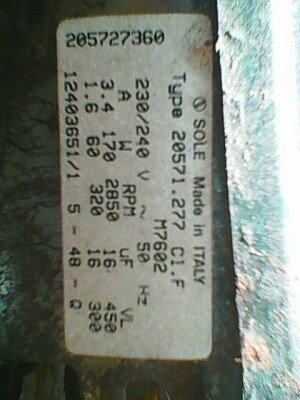 205727360
Ⓢ SOLE Made in ITALY
Type 20571.277 Cl.F
M7602
230/240 V ~ 50 Hz
A W RPM uF VL
3.4 170 2850 16 450
1.6 60 320 16 300
12403651/1 5 - 48 - Q